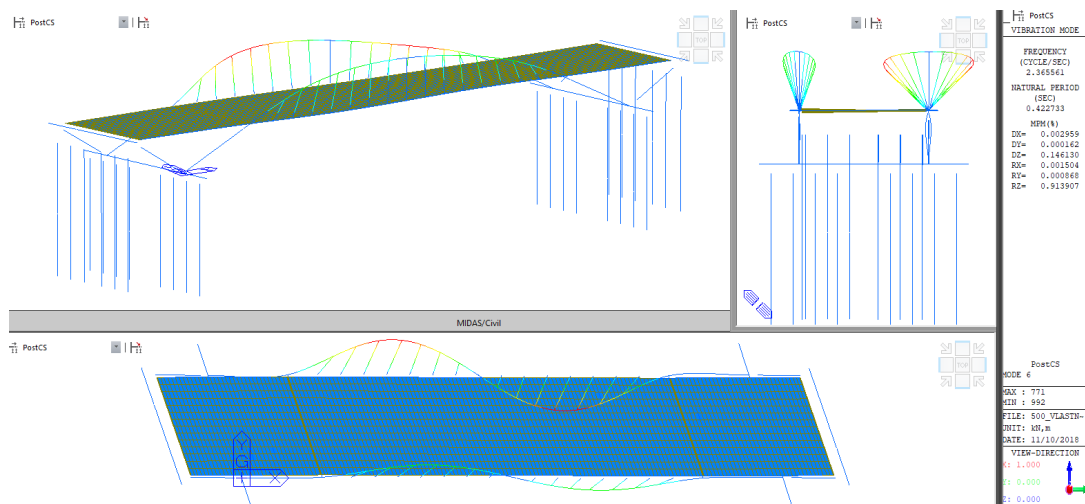 PostCS
TOP
MIDAS/Civil
PostCS
TOP
PostCS
TOP
Y
G
X
PostCS
VIBRATION MODE
FREQUENCY
(CYCLE/SEC)
2.365561
NATURAL PERIOD
(SEC)
0.422733
MPM(%)
DX= 0.002959
DY= 0.000162
DZ= 0.146130
RX= 0.001504
RY= 0.000868
RZ= 0.913907
PostCS
MODE 6
MAX : 771
MIN : 992
FILE: 500_VLASTN~
UNIT: kN,m
DATE: 11/10/2018
VIEW-DIRECTION
X: 1.000
Y: 0.000
Z: 0.000